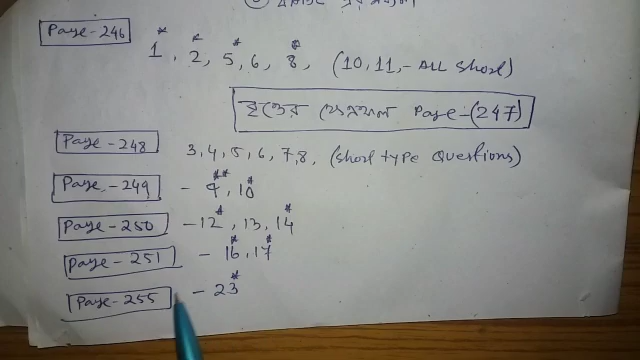 Page-246
1*, 2*, 5*, 6, 8*, (10, 11, - ALL Short)
Page-(247)
Page-248 3, 4, 5, 6, 7, 8, (Short type Questions)
Page-249 - 9**, 10*
Page-250 - 12*, 13, 14*
Page-251 - 16*, 17*
Page-255 - 23*